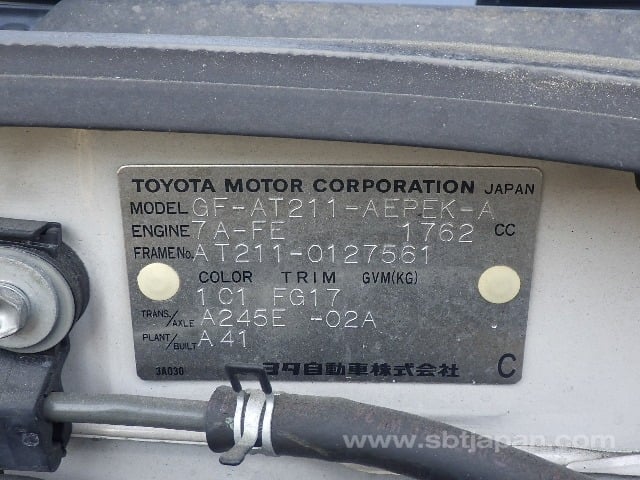 TOYOTA MOTOR CORPORATION JAPAN
MODEL GF-AT211-AEPEK-A
ENGINE 7A-FE 1762 CC
FRAME No. AT211-0127561
COLOR TRIM GVM(KG)
1C1 FG17
TRANS./AXLE A245E -02A
PLANT/BUILT A41
3A030 ヨタ自動車株式会社 C
www.sbtjapan.com